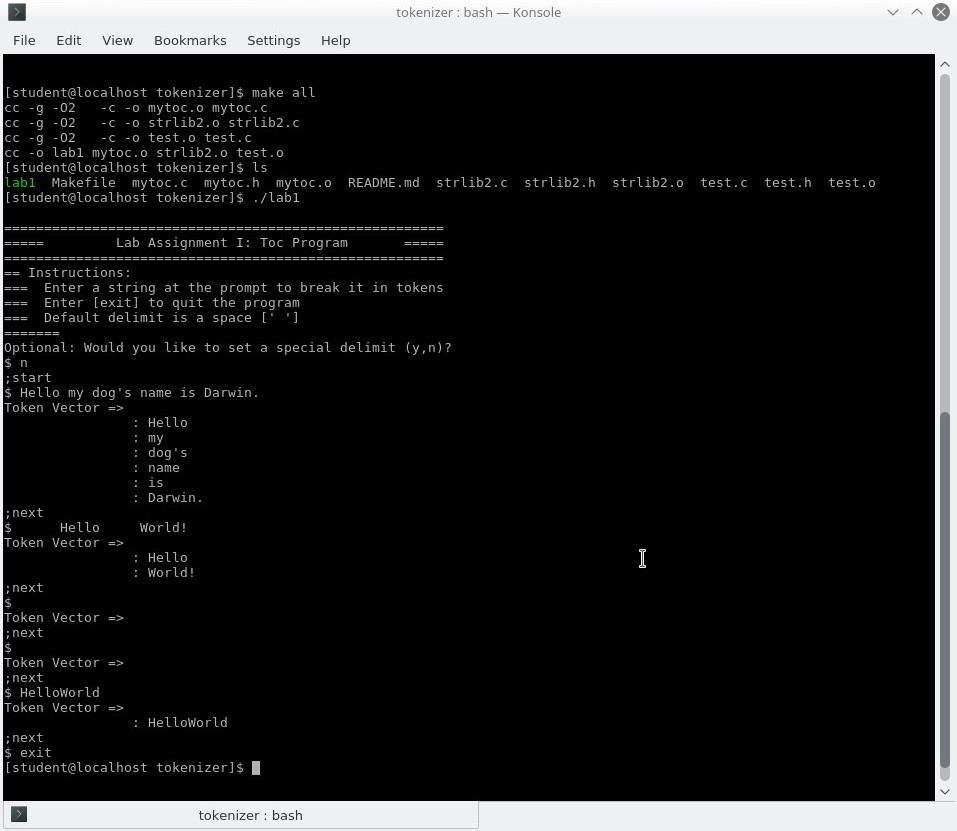 tokenizer : bash — Konsole
File Edit View Bookmarks Settings Help
[student@localhost tokenizer]$ make all
cc -g -O2   -c -o mytoc.o mytoc.c
cc -g -O2   -c -o strlib2.o strlib2.c
cc -g -O2   -c -o test.o test.c
cc -o lab1 mytoc.o strlib2.o test.o
[student@localhost tokenizer]$ ls
lab1  Makefile  mytoc.c  mytoc.h  mytoc.o  README.md  strlib2.c  strlib2.h  strlib2.o  test.c  test.h  test.o
[student@localhost tokenizer]$ ./lab1
=======================================================
=====         Lab Assignment I: Toc Program       =====
=======================================================
== Instructions:
===  Enter a string at the prompt to break it in tokens
===  Enter [exit] to quit the program
===  Default delimit is a space [' ']
=======
Optional: Would you like to set a special delimit (y,n)?
$ n
;start
$ Hello my dog's name is Darwin.
Token Vector =>
                : Hello
                : my
                : dog's
                : name
                : is
                : Darwin.
;next
$      Hello     World!
Token Vector =>
                : Hello
                : World!
;next
$
Token Vector =>
;next
$
Token Vector =>
;next
$ HelloWorld
Token Vector =>
                : HelloWorld
;next
$ exit
[student@localhost tokenizer]$
tokenizer : bash